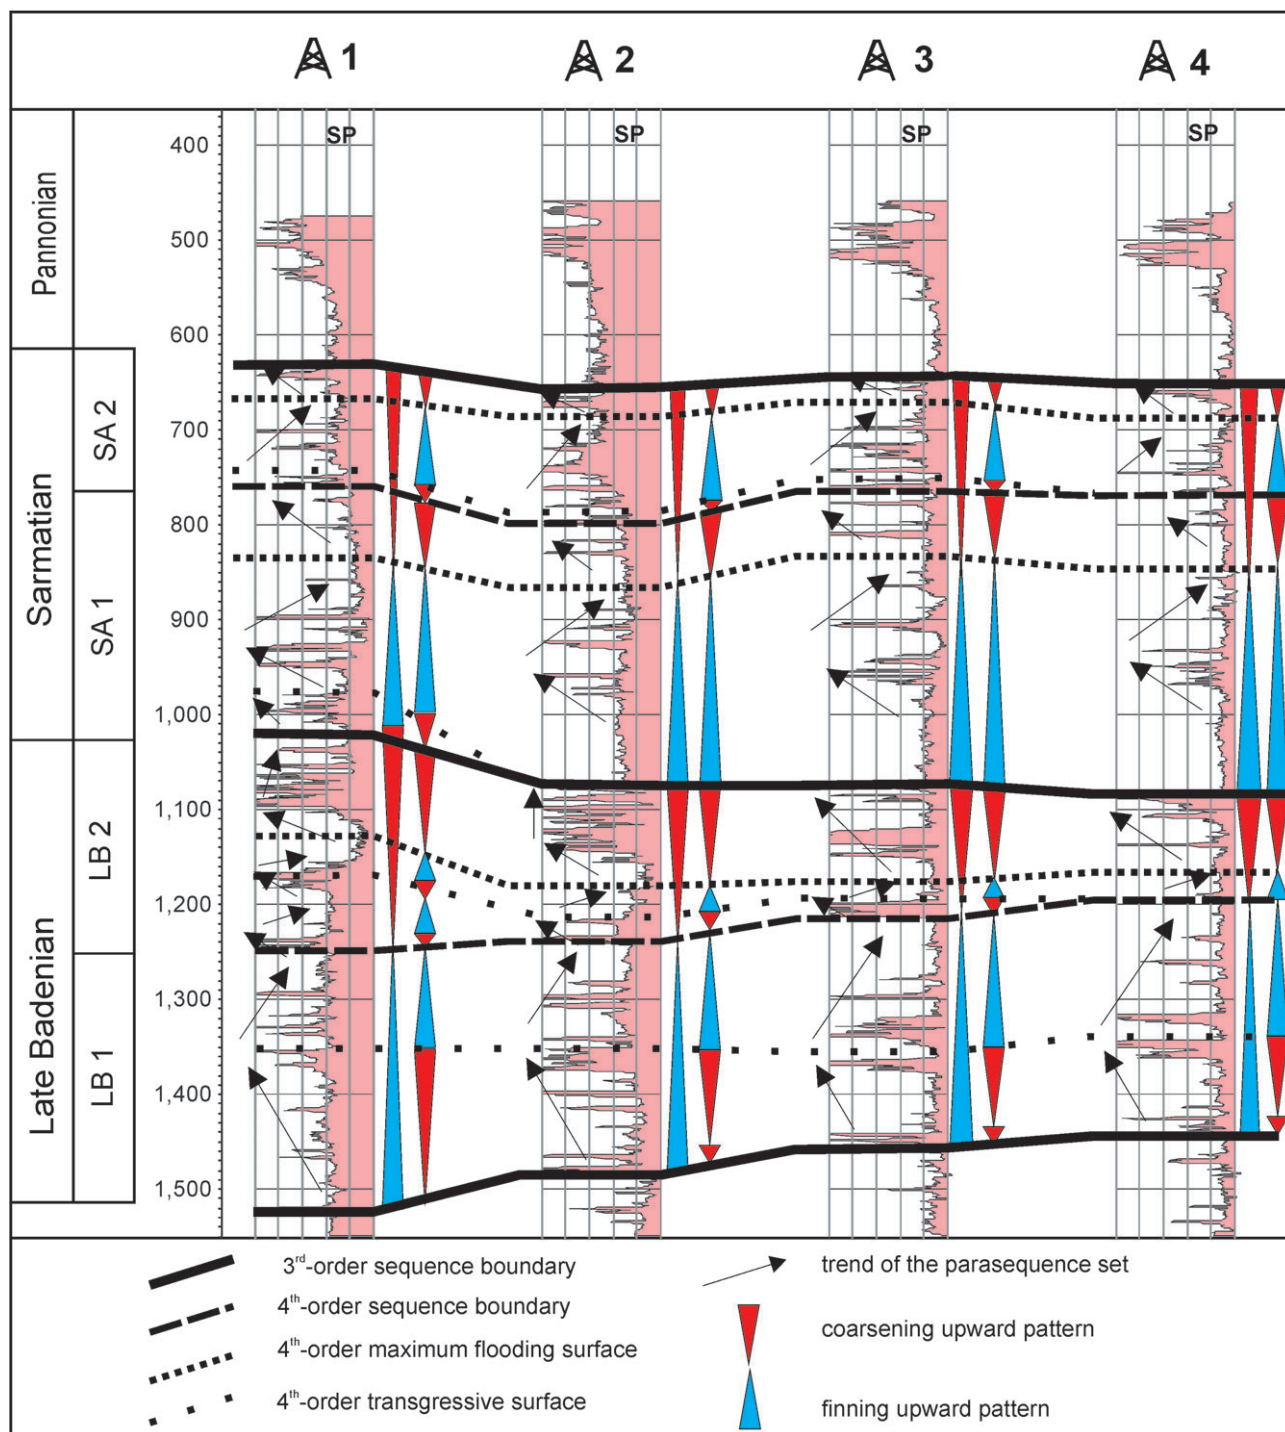 1 2 3 4
SP SP SP SP
Pannonian
Sarmatian
Late Badenian
SA 2
SA 1
LB 2
LB 1
400
500
600
700
800
900
1,000
1,100
1,200
1,300
1,400
1,500
3rd-order sequence boundary
4th-order sequence boundary
4th-order maximum flooding surface
4th-order transgressive surface
trend of the parasequence set
coarsening upward pattern
finning upward pattern